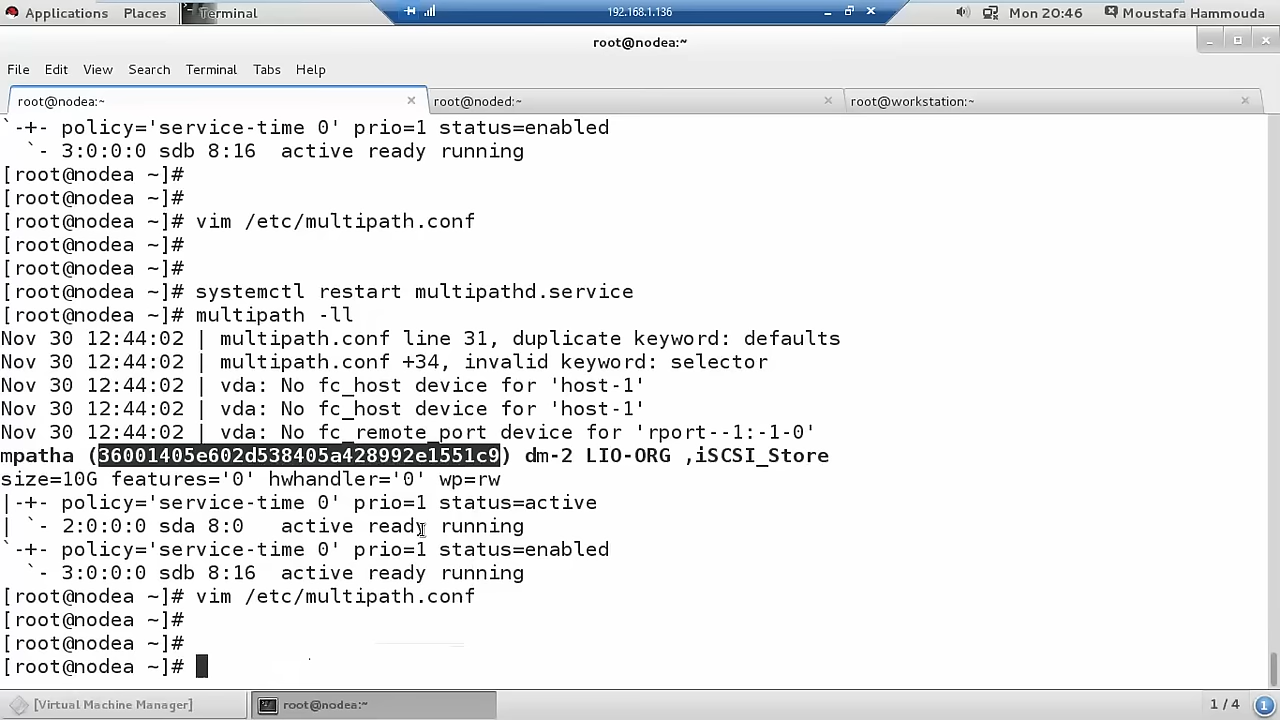 Applications Places Terminal 192.168.1.136 Mon 20:46 Moustafa Hammouda
root@nodea:~
File Edit View Search Terminal Tabs Help
root@nodea:~ root@noded:~ root@workstation:~
`-+- policy='service-time 0' prio=1 status=enabled
  `- 3:0:0:0 sdb 8:16  active ready running
[root@nodea ~]#
[root@nodea ~]#
[root@nodea ~]# vim /etc/multipath.conf
[root@nodea ~]#
[root@nodea ~]#
[root@nodea ~]# systemctl restart multipathd.service
[root@nodea ~]# multipath -ll
Nov 30 12:44:02 | multipath.conf line 31, duplicate keyword: defaults
Nov 30 12:44:02 | multipath.conf +34, invalid keyword: selector
Nov 30 12:44:02 | vda: No fc_host device for 'host-1'
Nov 30 12:44:02 | vda: No fc_host device for 'host-1'
Nov 30 12:44:02 | vda: No fc_remote_port device for 'rport--1:-1-0'
mpatha (36001405e602d538405a428992e1551c9) dm-2 LIO-ORG ,iSCSI_Store
size=10G features='0' hwhandler='0' wp=rw
|-+- policy='service-time 0' prio=1 status=active
| `- 2:0:0:0 sda 8:0   active ready running
`-+- policy='service-time 0' prio=1 status=enabled
  `- 3:0:0:0 sdb 8:16  active ready running
[root@nodea ~]# vim /etc/multipath.conf
[root@nodea ~]#
[root@nodea ~]#
[root@nodea ~]#
[Virtual Machine Manager] root@nodea:~ 1 / 4 1